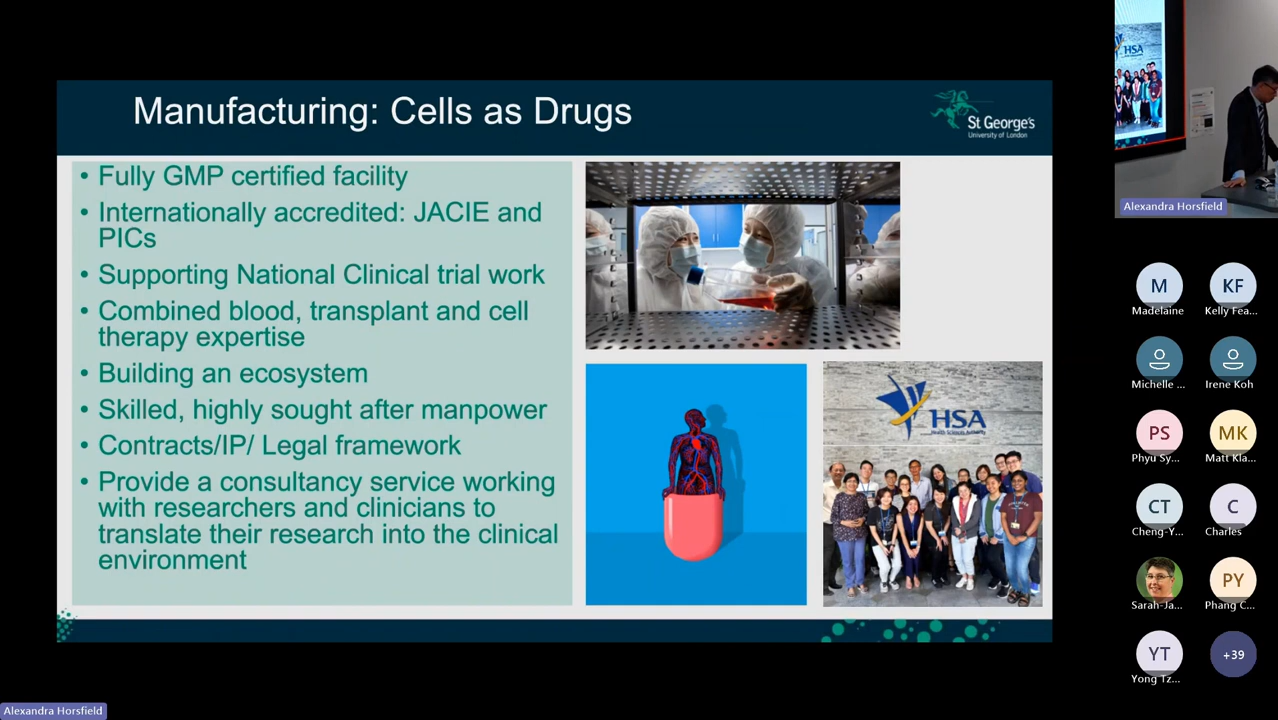 Manufacturing: Cells as Drugs
St George's
University of London
• Fully GMP certified facility
• Internationally accredited: JACIE and
PICs
• Supporting National Clinical trial work
• Combined blood, transplant and cell
therapy expertise
• Building an ecosystem
• Skilled, highly sought after manpower
• Contracts/IP/ Legal framework
• Provide a consultancy service working
with researchers and clinicians to
translate their research into the clinical
environment
HSA
Health Sciences Authority
HSA
Alexandra Horsfield
M
KF
Madelaine
Kelly Fea...
Michelle ...
Irene Koh
PS
MK
Phyu Sy...
Matt Kla...
CT
C
Cheng-Y...
Charles
PY
Sarah-Ja...
Phang C...
YT
+39
Yong Tz...
Alexandra Horsfield